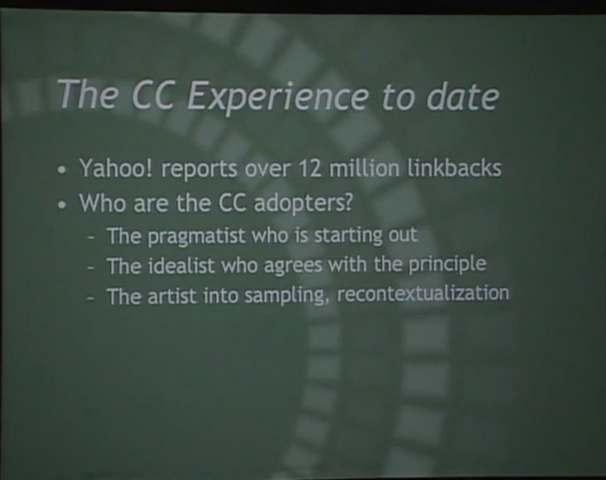 The CC Experience to date
• Yahoo! reports over 12 million linkbacks
• Who are the CC adopters?
– The pragmatist who is starting out
– The idealist who agrees with the principle
– The artist into sampling, recontextualization